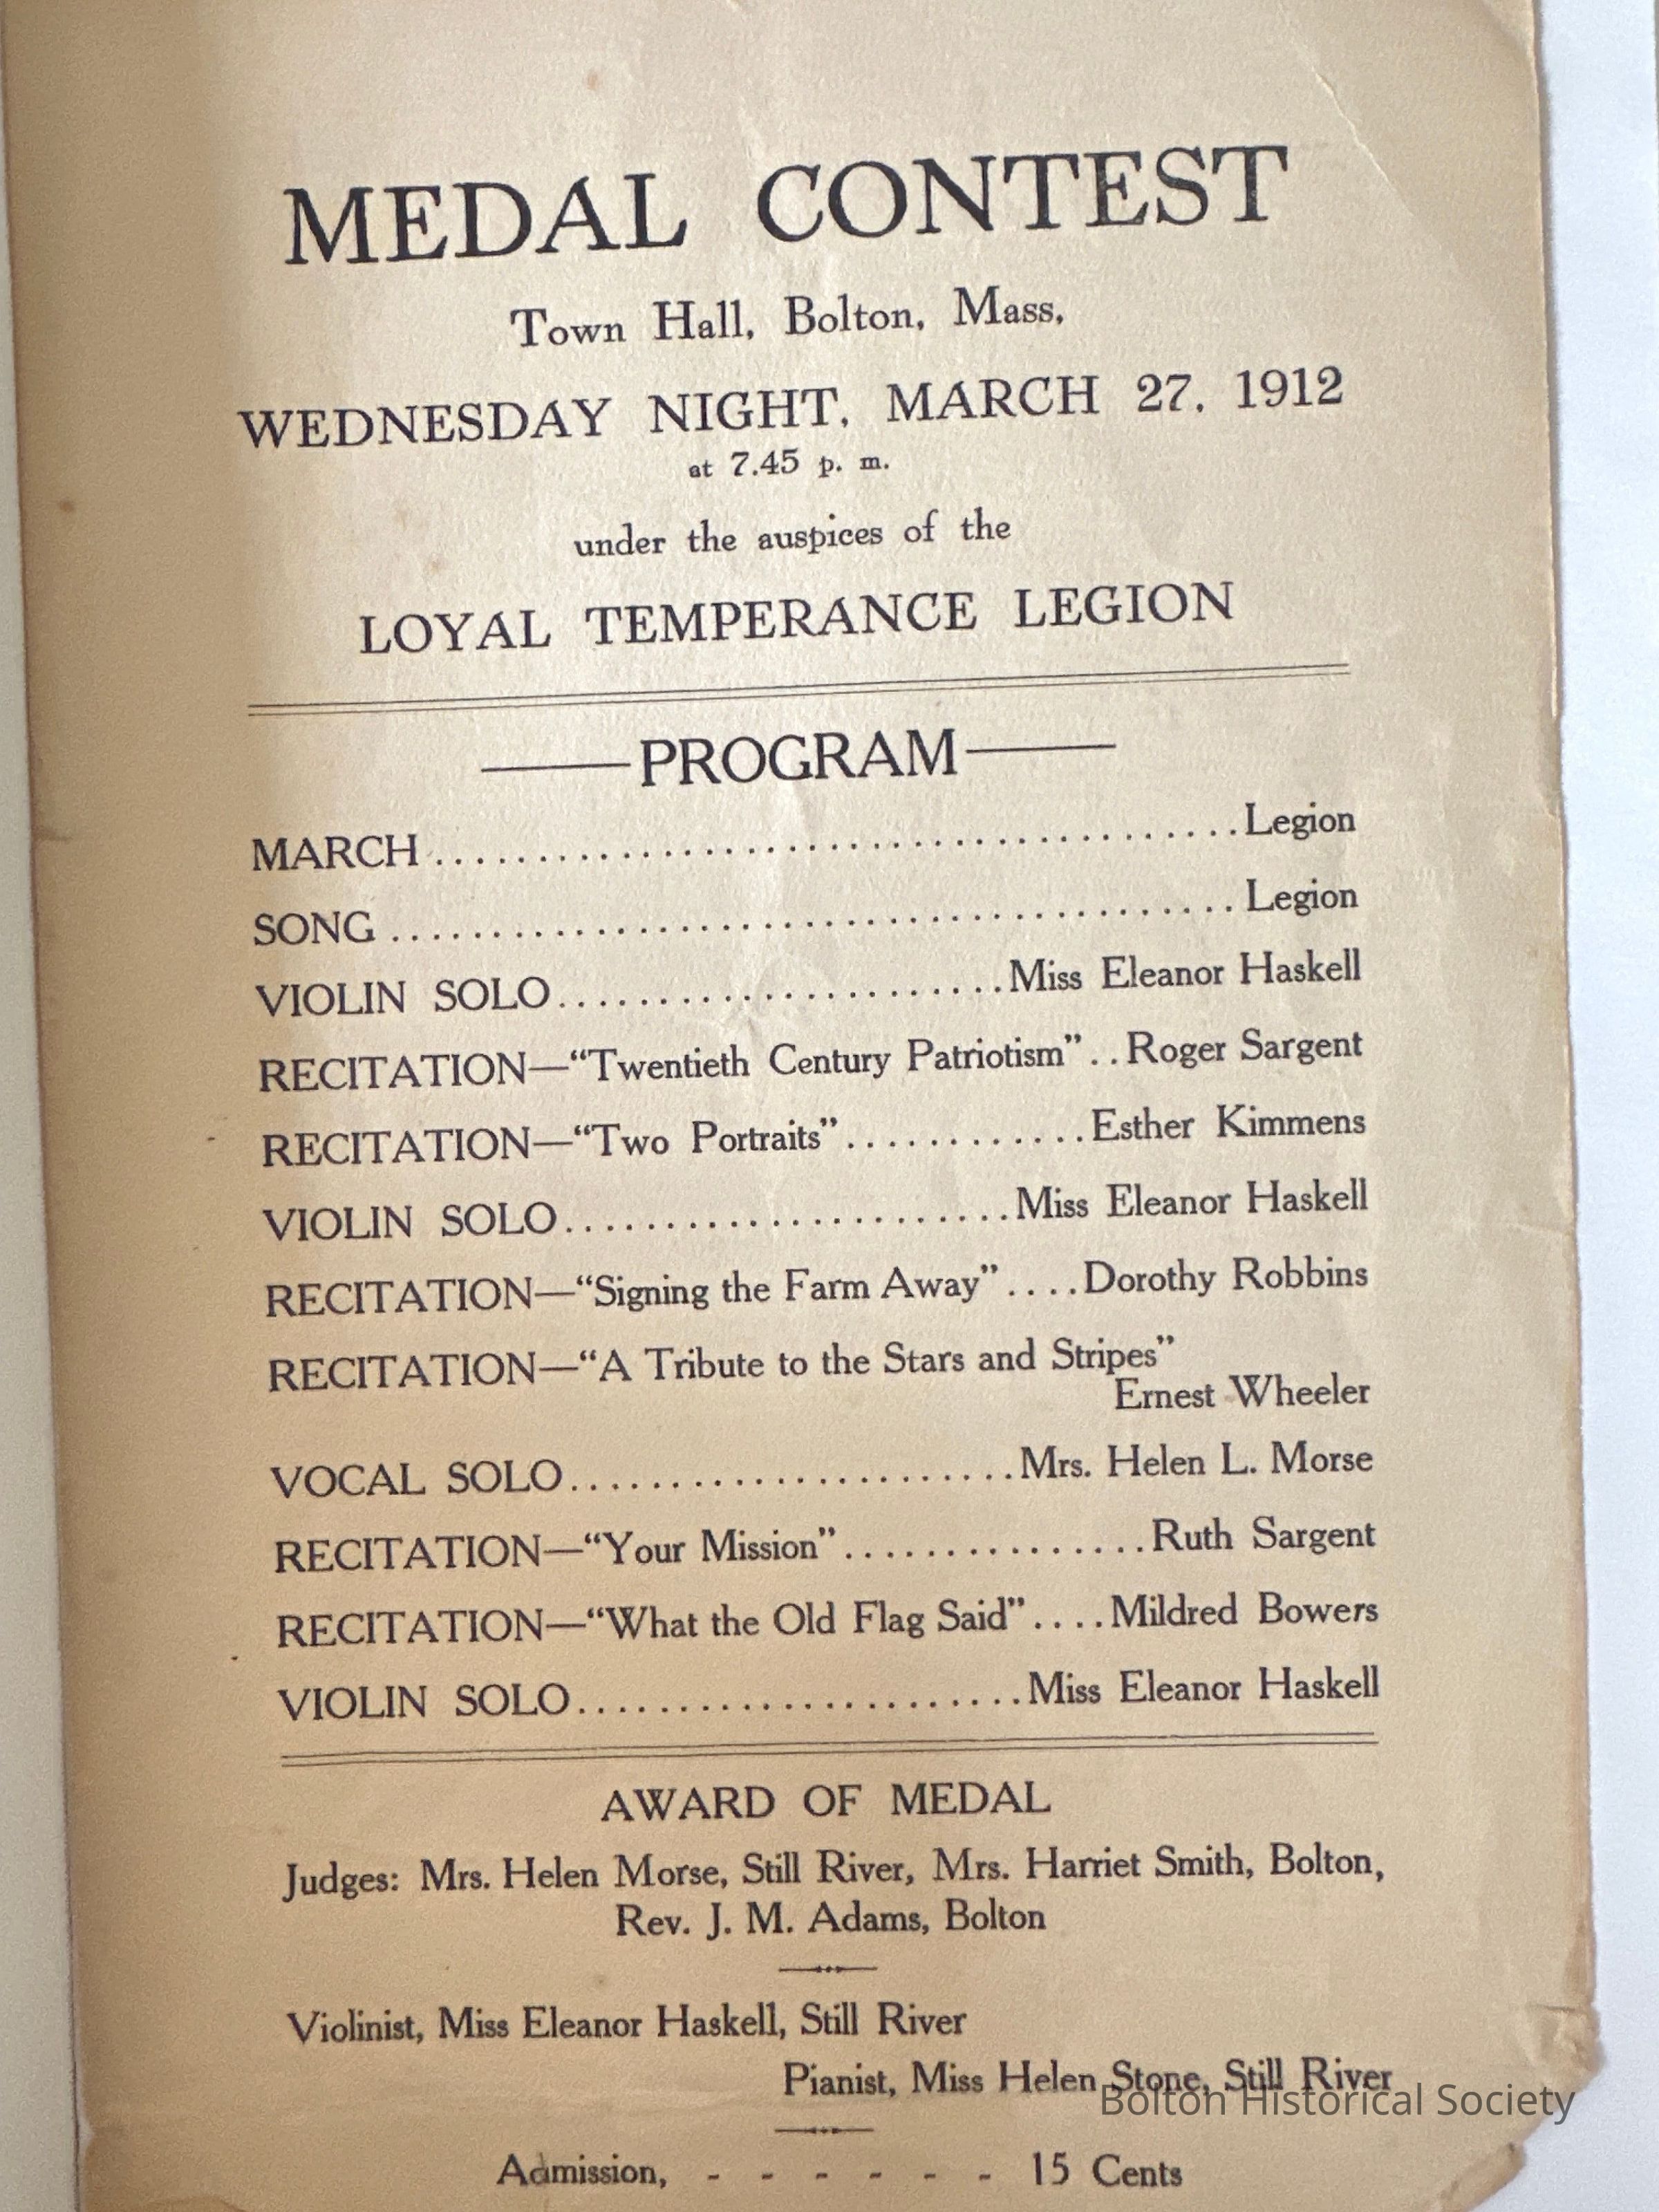 MEDAL CONTEST
Town Hall, Bolton, Mass,
WEDNESDAY NIGHT, MARCH 27, 1912
at 7.45 p. m.
under the auspices of the
LOYAL TEMPERANCE LEGION
PROGRAM
MARCH ........................................ Legion
SONG ......................................... Legion
VIOLIN SOLO...................... Miss Eleanor Haskell
RECITATION—“Twentieth Century Patriotism” . . Roger Sargent
RECITATION—“Two Portraits” ............ Esther Kimmens
VIOLIN SOLO...................... Miss Eleanor Haskell
RECITATION—“Signing the Farm Away” .... Dorothy Robbins
RECITATION—“A Tribute to the Stars and Stripes”
Ernest Wheeler
VOCAL SOLO...................... Mrs. Helen L. Morse
RECITATION—“Your Mission” ............... Ruth Sargent
RECITATION—“What the Old Flag Said” .... Mildred Bowers
VIOLIN SOLO...................... Miss Eleanor Haskell
AWARD OF MEDAL
Judges: Mrs. Helen Morse, Still River, Mrs. Harriet Smith, Bolton,
Rev. J. M. Adams, Bolton
Violinist, Miss Eleanor Haskell, Still River
Pianist, Miss Helen Stone, Still River
Bolton Historical Society
Admission, - - - - - - 15 Cents